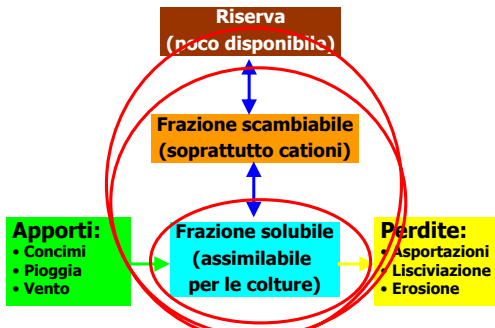 Riserva
(poco disponibile)
Frazione scambiabile
(soprattutto cationi)
Apporti:
• Concimi
• Pioggia
• Vento
Frazione solubile
(assimilabile
per le colture)
Perdite:
• Asportazioni
• Lisciviazione
• Erosione